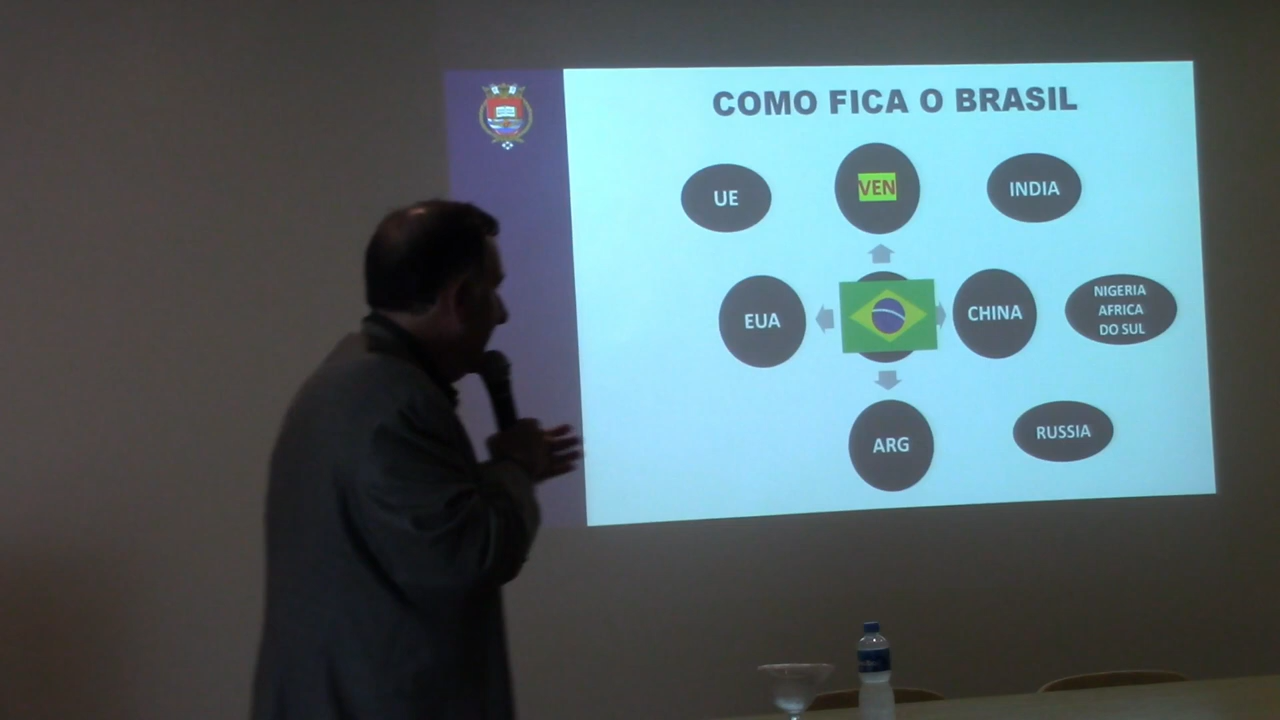 COMO FICA O BRASIL
UE
VEN
INDIA
EUA
CHINA
NIGERIA
AFRICA
DO SUL
ARG
RUSSIA